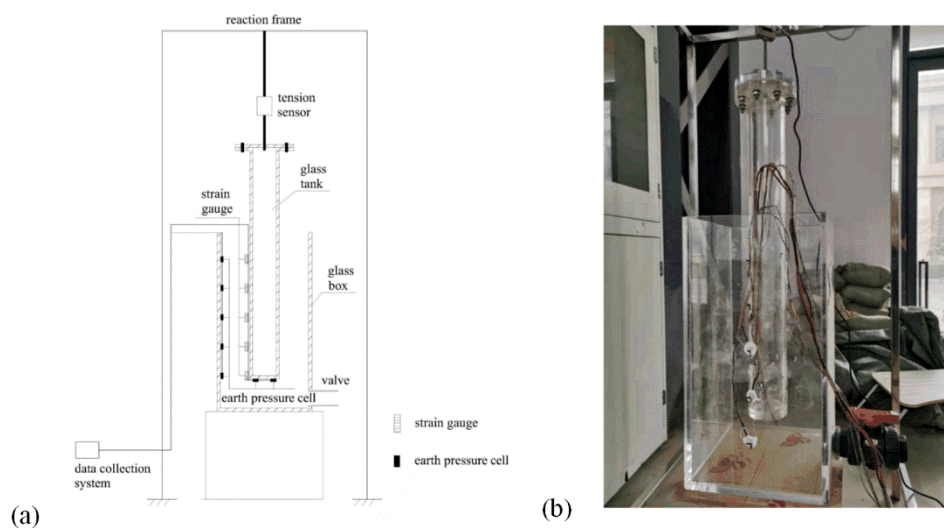 reaction frame
tension
sensor
glass
tank
strain
gauge
glass
box
valve
earth pressure cell
strain gauge
earth pressure cell
data collection
system
(a)
(b)